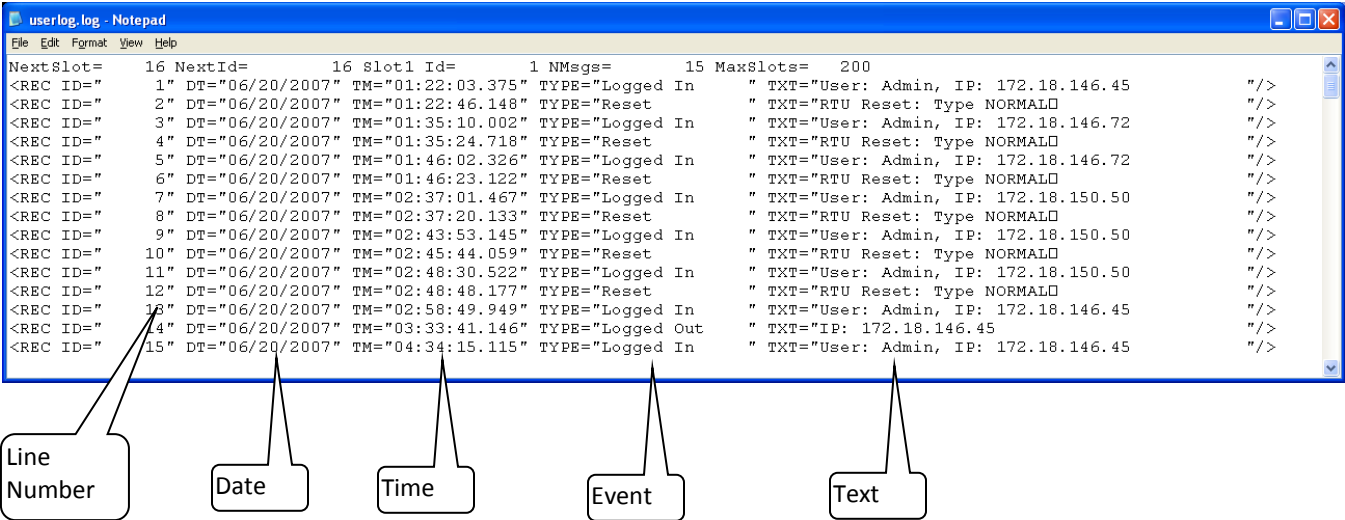 userlog.log - Notepad
File Edit Format View Help
NextSlot=     16 NextId=         16 Slot1 Id=        1 NMsgs=        15 MaxSlots=   200
<REC ID="     1" DT="06/20/2007" TM="01:22:03.375" TYPE="Logged In      " TXT="User: Admin, IP: 172.18.146.45           "/>
<REC ID="     2" DT="06/20/2007" TM="01:22:46.148" TYPE="Reset          " TXT="RTU Reset: Type NORMAL□                  "/>
<REC ID="     3" DT="06/20/2007" TM="01:35:10.002" TYPE="Logged In      " TXT="User: Admin, IP: 172.18.146.72           "/>
<REC ID="     4" DT="06/20/2007" TM="01:35:24.718" TYPE="Reset          " TXT="RTU Reset: Type NORMAL□                  "/>
<REC ID="     5" DT="06/20/2007" TM="01:46:02.326" TYPE="Logged In      " TXT="User: Admin, IP: 172.18.146.72           "/>
<REC ID="     6" DT="06/20/2007" TM="01:46:23.122" TYPE="Reset          " TXT="RTU Reset: Type NORMAL□                  "/>
<REC ID="     7" DT="06/20/2007" TM="02:37:01.467" TYPE="Logged In      " TXT="User: Admin, IP: 172.18.150.50           "/>
<REC ID="     8" DT="06/20/2007" TM="02:37:20.133" TYPE="Reset          " TXT="RTU Reset: Type NORMAL□                  "/>
<REC ID="     9" DT="06/20/2007" TM="02:43:53.145" TYPE="Logged In      " TXT="User: Admin, IP: 172.18.150.50           "/>
<REC ID="    10" DT="06/20/2007" TM="02:45:44.059" TYPE="Reset          " TXT="RTU Reset: Type NORMAL□                  "/>
<REC ID="    11" DT="06/20/2007" TM="02:48:30.522" TYPE="Logged In      " TXT="User: Admin, IP: 172.18.150.50           "/>
<REC ID="    12" DT="06/20/2007" TM="02:48:48.177" TYPE="Reset          " TXT="RTU Reset: Type NORMAL□                  "/>
<REC ID="    13" DT="06/20/2007" TM="02:58:49.949" TYPE="Logged In      " TXT="User: Admin, IP: 172.18.146.45           "/>
<REC ID="    14" DT="06/20/2007" TM="03:33:41.146" TYPE="Logged Out     " TXT="IP: 172.18.146.45                        "/>
<REC ID="    15" DT="06/20/2007" TM="04:34:15.115" TYPE="Logged In      " TXT="User: Admin, IP: 172.18.146.45           "/>
Line
Number
Date
Time
Event
Text